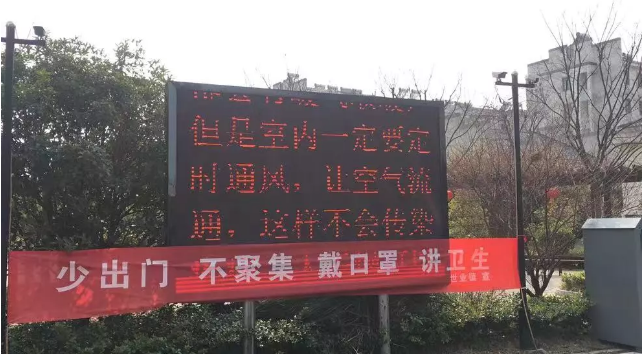 但是室内一定要定
时通风，让空气流
通，这样不会传染
少出门 不聚集 戴口罩 讲卫生